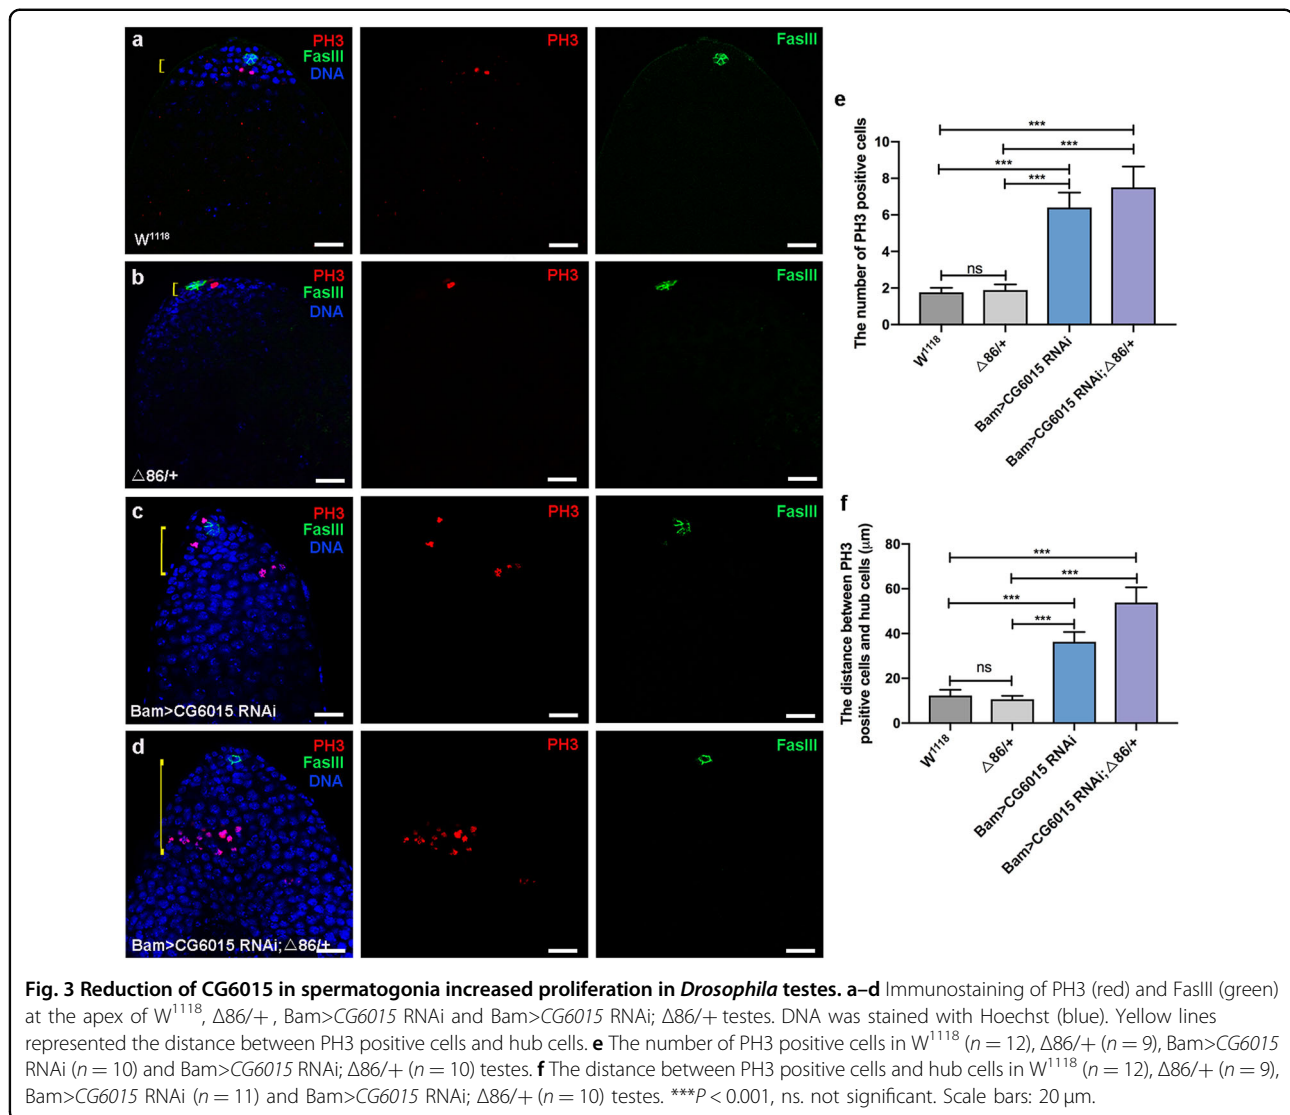 a
PH3
FasIII
DNA
W1118
PH3
FasIII
b
PH3
FasIII
DNA
△86/+
PH3
FasIII
c
PH3
FasIII
DNA
Bam>CG6015 RNAi
PH3
FasIII
d
PH3
FasIII
DNA
Bam>CG6015 RNAi;△86/+
PH3
FasIII
e
The number of PH3 positive cells
10
8
6
4
2
0
***
***
***
***
ns
W1118
△86/+
Bam>CG6015 RNAi
Bam>CG6015 RNAi;△86/+
f
The distance between PH3
positive cells and hub cells (μm)
80
60
40
20
0
***
***
***
***
ns
W1118
△86/+
Bam>CG6015 RNAi
Bam>CG6015 RNAi;△86/+
Fig. 3 Reduction of CG6015 in spermatogonia increased proliferation in Drosophila testes. a–d Immunostaining of PH3 (red) and FasIII (green)
at the apex of W1118, Δ86/+ , Bam>CG6015 RNAi and Bam>CG6015 RNAi; Δ86/+ testes. DNA was stained with Hoechst (blue). Yellow lines
represented the distance between PH3 positive cells and hub cells. e The number of PH3 positive cells in W1118 (n = 12), Δ86/+ (n = 9), Bam>CG6015
RNAi (n = 10) and Bam>CG6015 RNAi; Δ86/+ (n = 10) testes. f The distance between PH3 positive cells and hub cells in W1118 (n = 12), Δ86/+ (n = 9),
Bam>CG6015 RNAi (n = 11) and Bam>CG6015 RNAi; Δ86/+ (n = 10) testes. ***P < 0.001, ns. not significant. Scale bars: 20 μm.